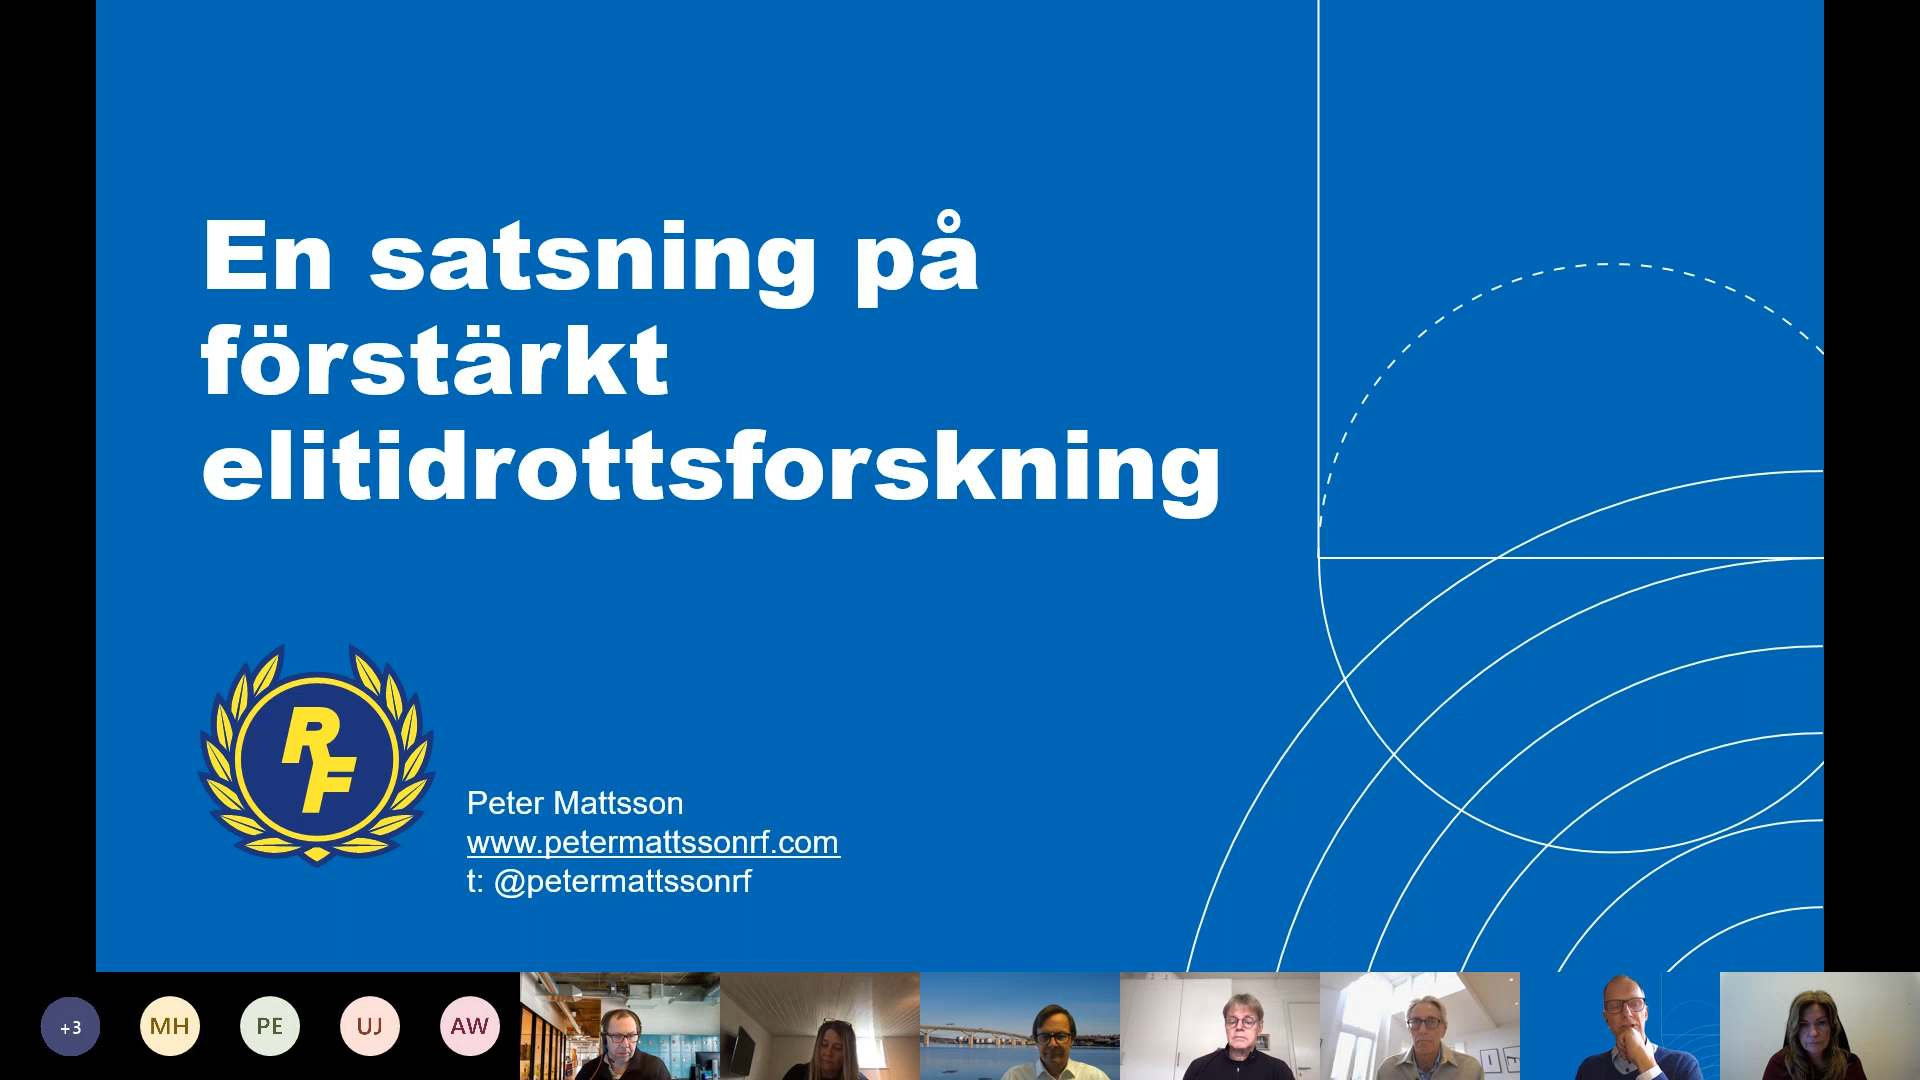 En satsning på
förstärkt
elitidrottsforskning
RF
Peter Mattsson
www.petermattssonrf.com
t: @petermattssonrf
+3
MH
PE
UJ
AW